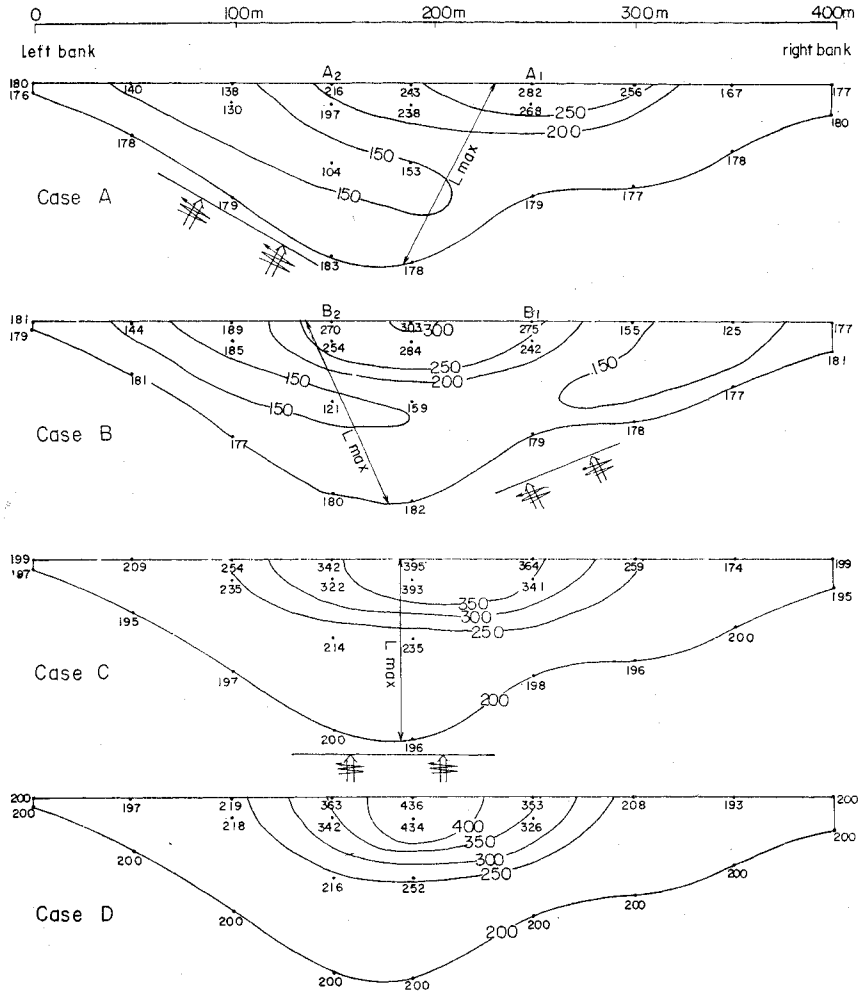 0 100m 200m 300m 400m
Left bank right bank
A2 A1
180 140 138 216 243 282 256 167 177
176 130 197 238 268 250 180
200
178 104 150 153 178
L max
150
Case A 179 179 177
183 178
B2 B1
181 144 189 270 303 300 275 155 125 177
179 185 254 284 242 181
250
200
181 150 150 177
150 121 159
Case B 177 L max 179 178
180 182
199 209 254 342 395 364 259 174 199
197 235 322 393 341 195
350
300
250
195 214 235 200
L max
Case C 197 198 196
200
200 196
200 197 219 363 436 353 208 193 200
200 218 342 434 400 326 200
350
300
250
200 216 252 200
200
Case D 200 200 200
200 200